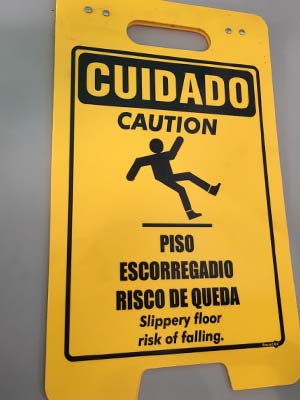 CUIDADO
CAUTION
PISO
ESCORREGADIO
RISCO DE QUEDA
Slippery floor
risk of falling.